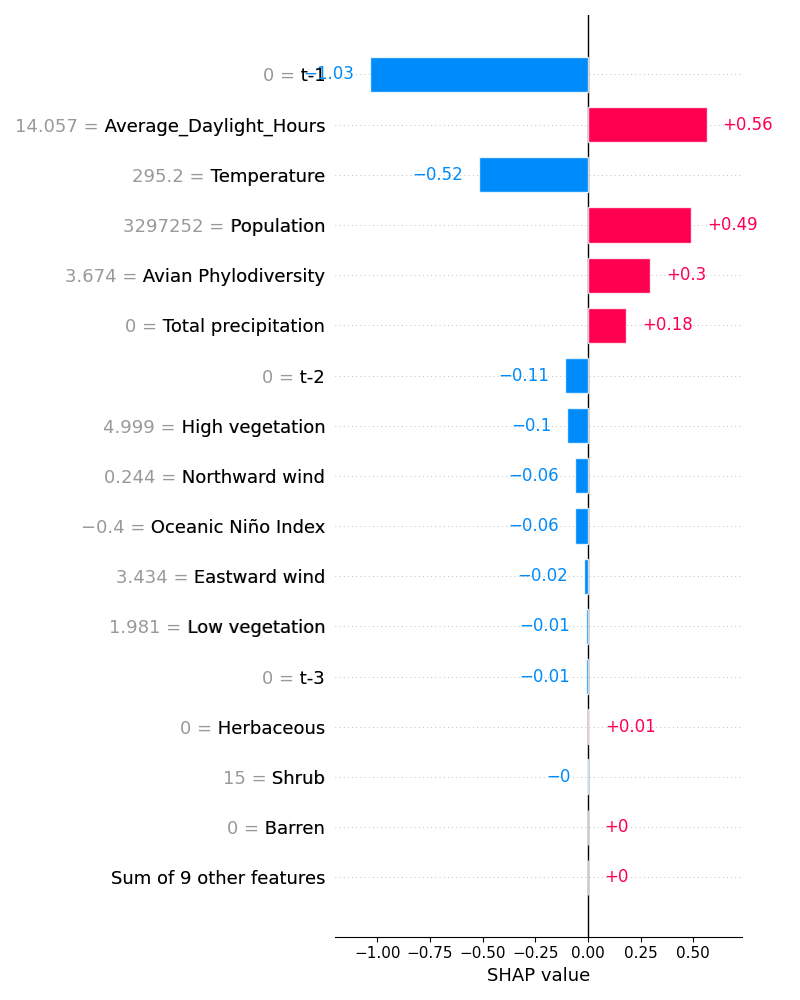 0 = t-1 −1.03
14.057 = Average_Daylight_Hours +0.56
295.2 = Temperature −0.52
3297252 = Population +0.49
3.674 = Avian Phylodiversity +0.3
0 = Total precipitation +0.18
0 = t-2 −0.11
4.999 = High vegetation −0.1
0.244 = Northward wind −0.06
−0.4 = Oceanic Niño Index −0.06
3.434 = Eastward wind −0.02
1.981 = Low vegetation −0.01
0 = t-3 −0.01
0 = Herbaceous +0.01
15 = Shrub −0
0 = Barren +0
Sum of 9 other features +0
−1.00 −0.75 −0.50 −0.25 0.00 0.25 0.50
SHAP value